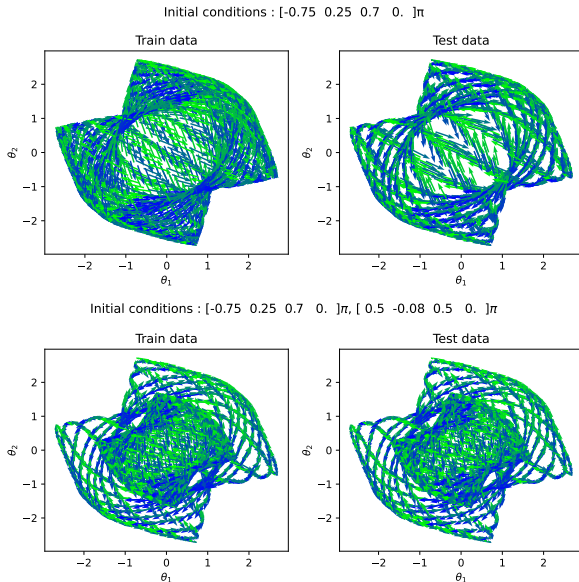 Initial conditions : [-0.75  0.25  0.7   0.  ]π
Train data
Test data
2
1
0
−1
−2
θ2
−2
−1
0
1
2
θ1
2
1
0
−1
−2
θ2
−2
−1
0
1
2
θ1
Initial conditions : [-0.75  0.25  0.7   0.  ]π, [ 0.5  -0.08  0.5   0.  ]π
Train data
Test data
2
1
0
−1
−2
θ2
−2
−1
0
1
2
θ1
2
1
0
−1
−2
θ2
−2
−1
0
1
2
θ1